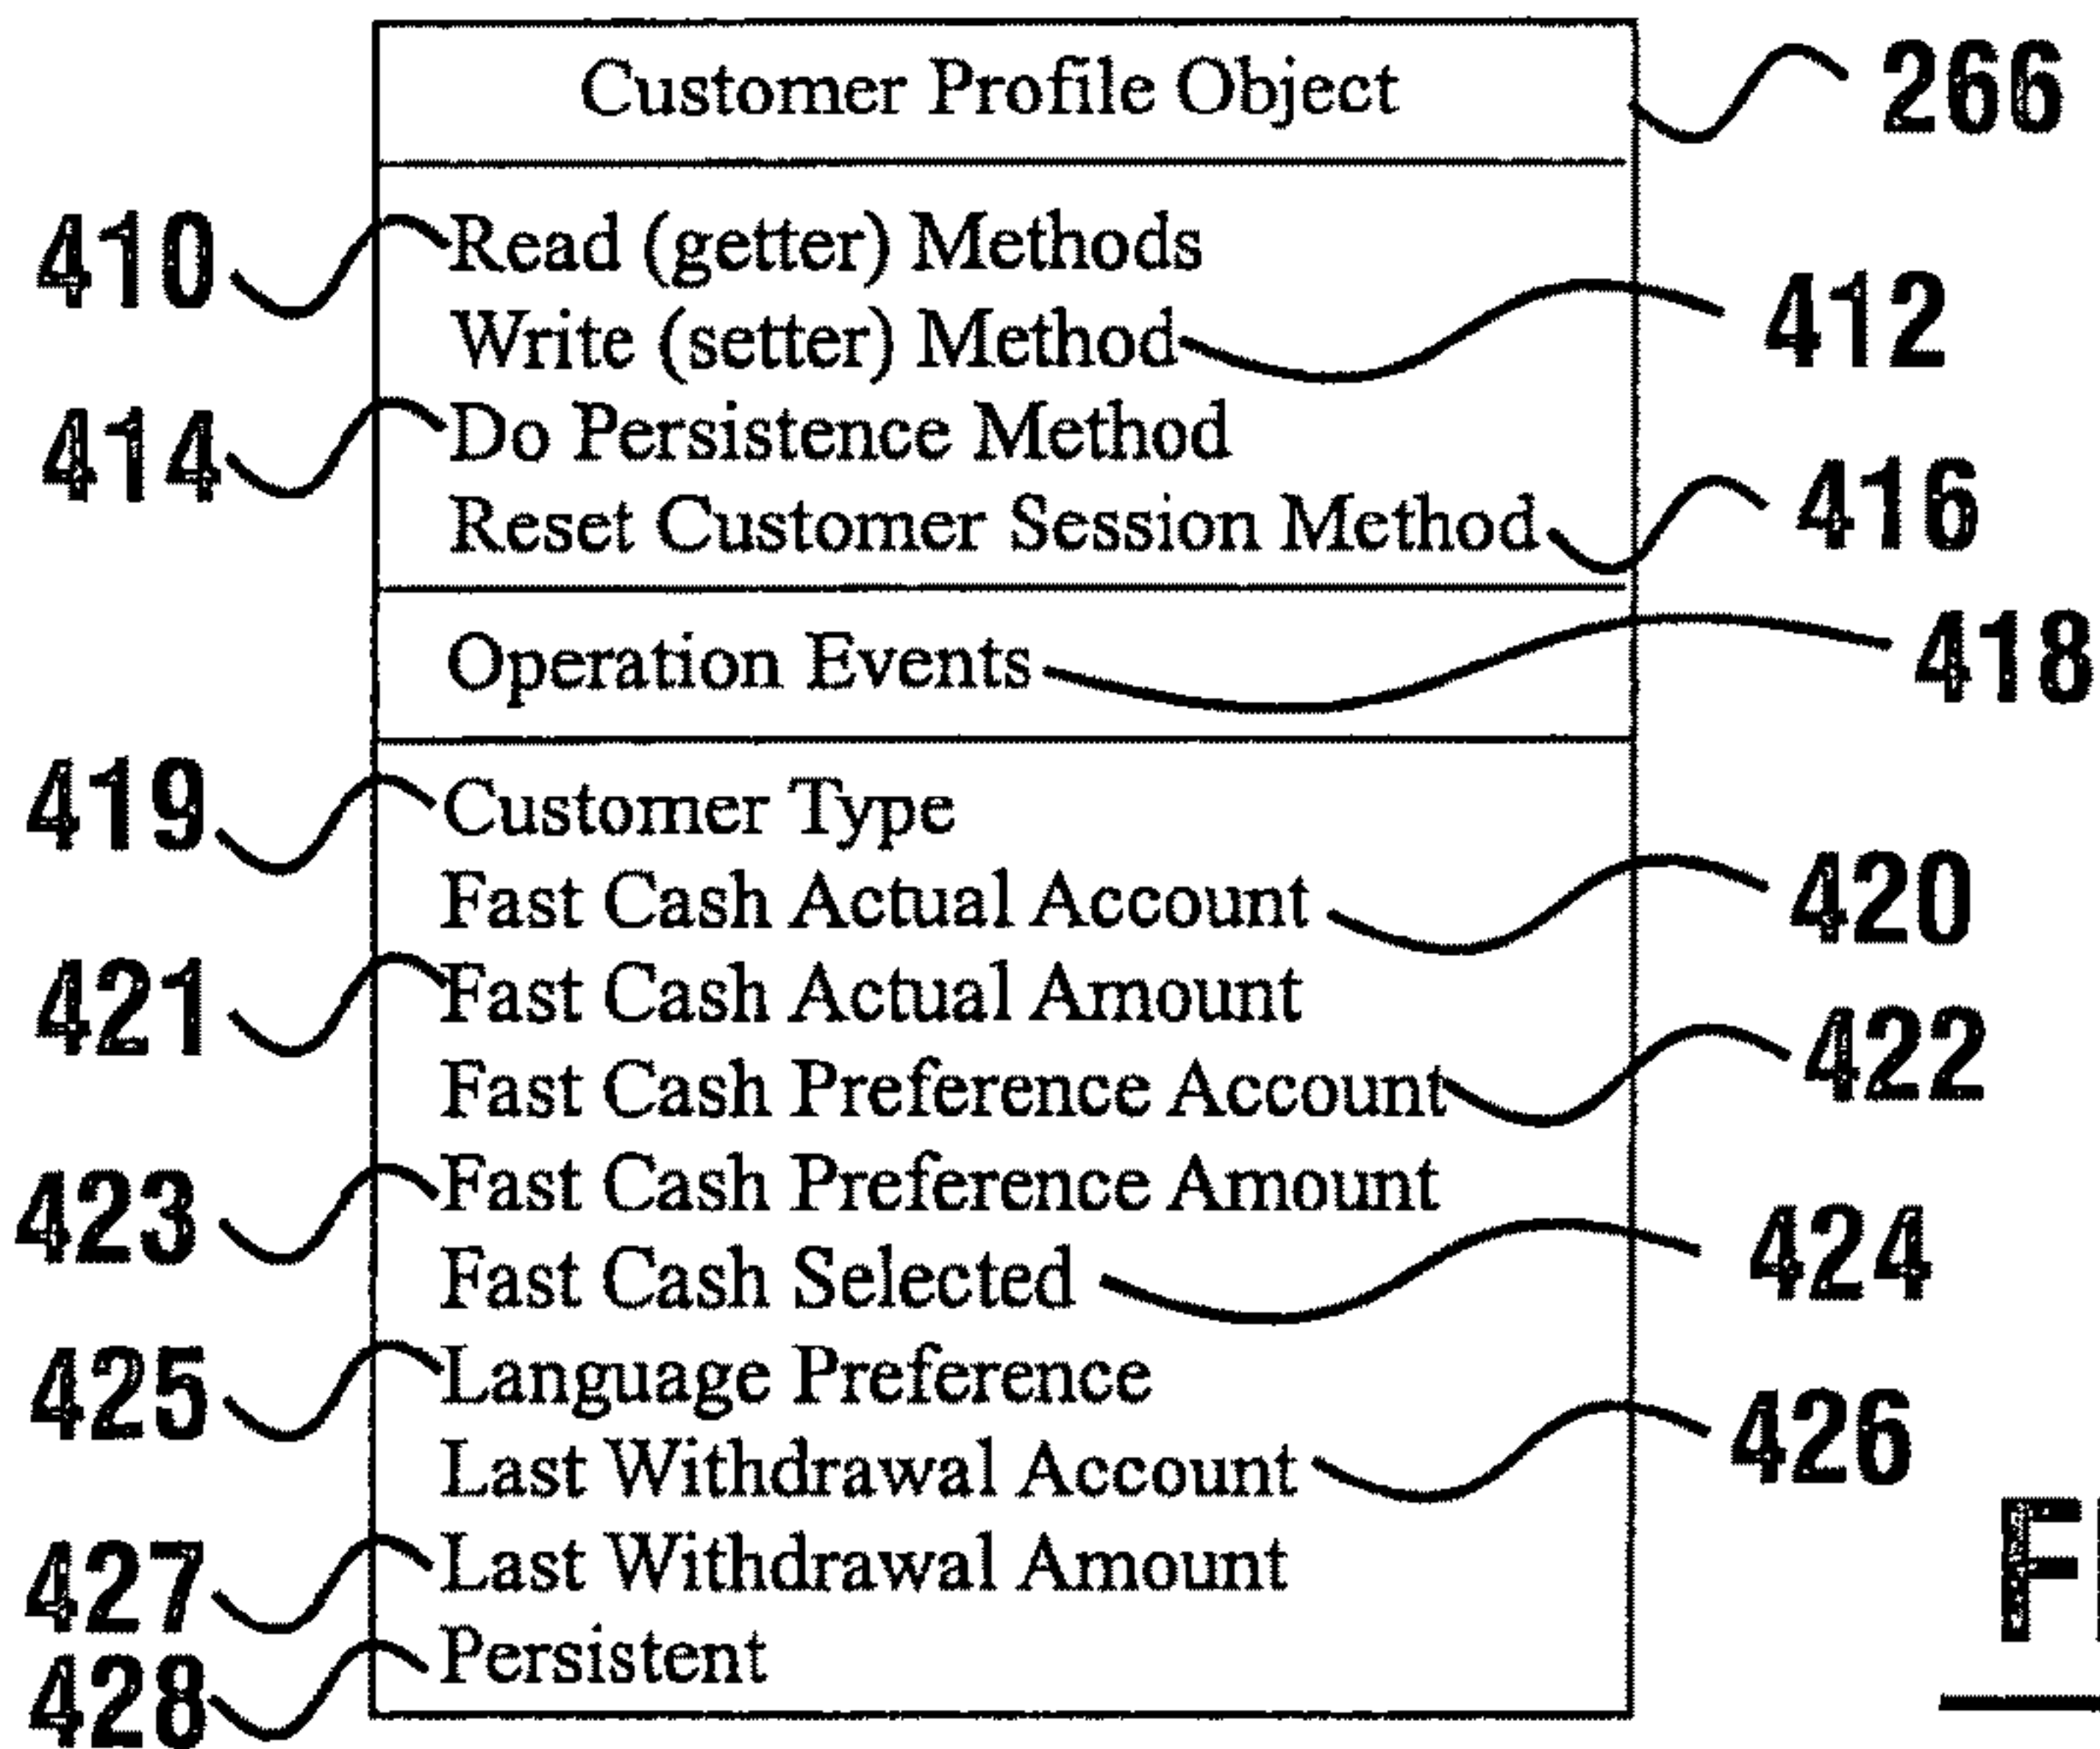 Customer Profile Object 266
410 Read (getter) Methods
Write (setter) Method 412
414 Do Persistence Method
Reset Customer Session Method 416
Operation Events 418
419 Customer Type
Fast Cash Actual Account 420
421 Fast Cash Actual Amount
Fast Cash Preference Account 422
423 Fast Cash Preference Amount
Fast Cash Selected 424
425 Language Preference
Last Withdrawal Account 426
427 Last Withdrawal Amount
428 Persistent